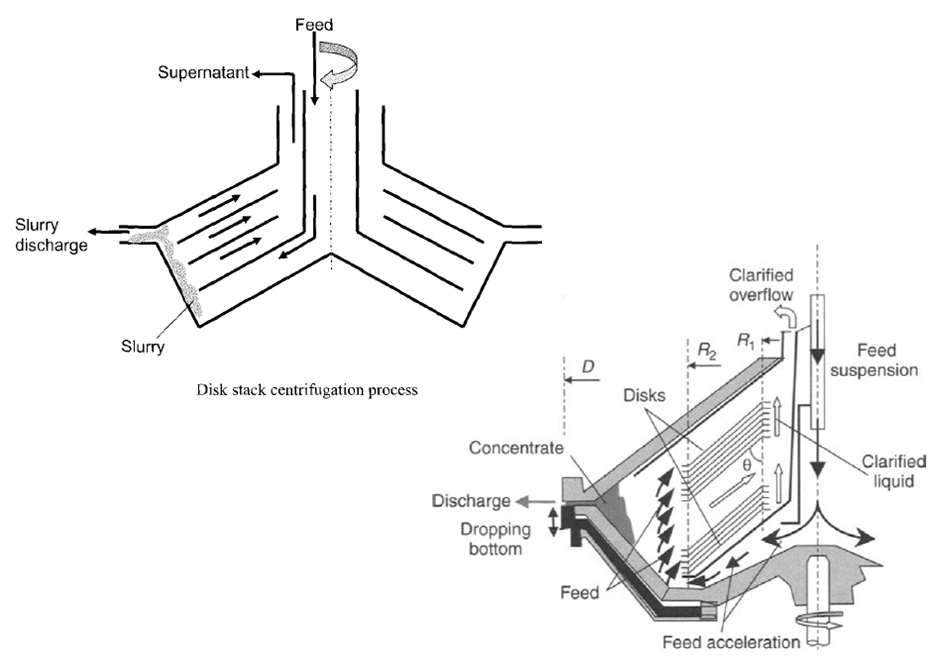 Feed
Supernatant
Slurry
discharge
Slurry
Disk stack centrifugation process
Clarified
overflow
R1
R2
D
Feed
suspension
Disks
Concentrate
θ
Clarified
liquid
Discharge
Dropping
bottom
Feed
Feed acceleration